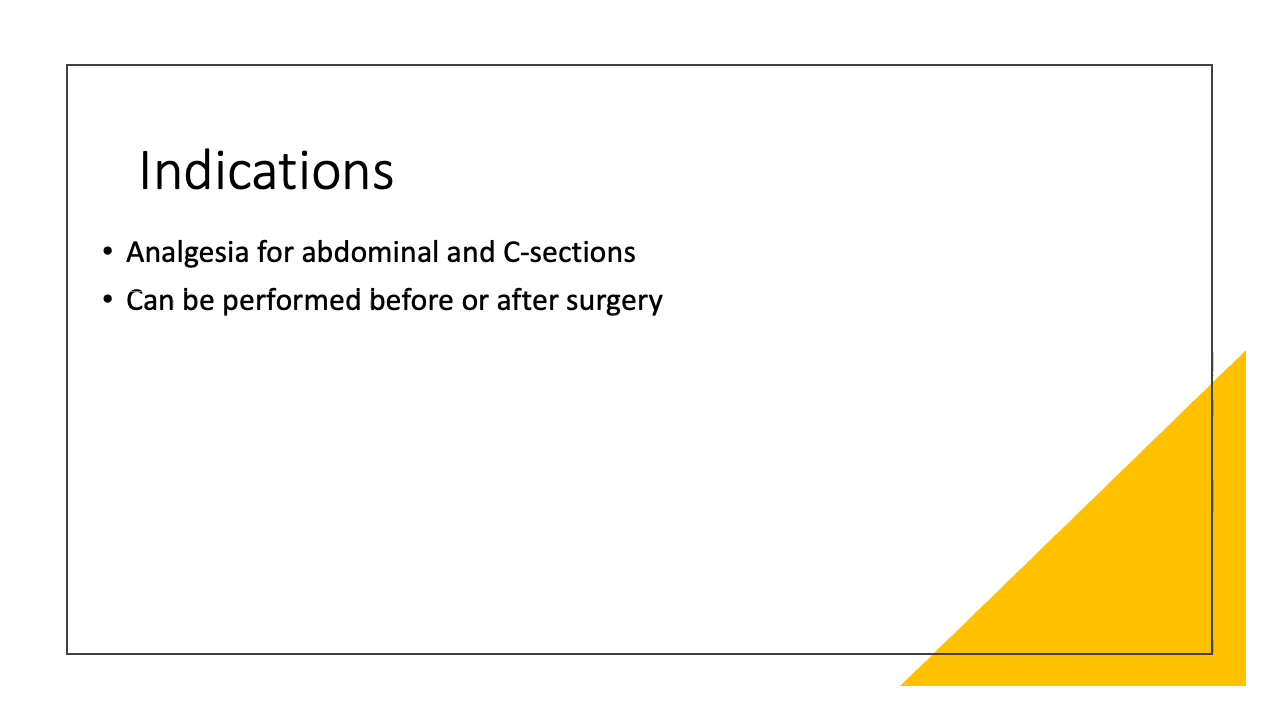 Indications
• Analgesia for abdominal and C-sections
• Can be performed before or after surgery